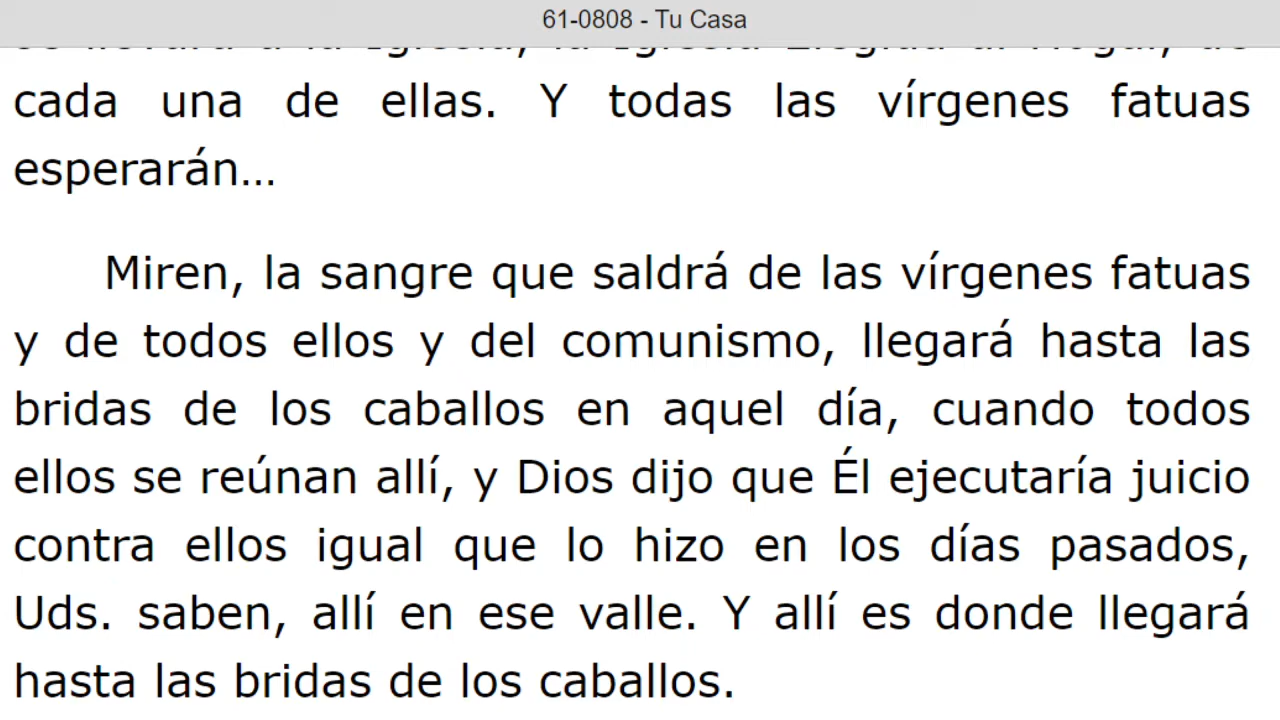 61-0808 - Tu Casa
cada una de ellas. Y todas las vírgenes fatuas
esperarán...
Miren, la sangre que saldrá de las vírgenes fatuas
y de todos ellos y del comunismo, llegará hasta las
bridas de los caballos en aquel día, cuando todos
ellos se reúnan allí, y Dios dijo que Él ejecutaría juicio
contra ellos igual que lo hizo en los días pasados,
Uds. saben, allí en ese valle. Y allí es donde llegará
hasta las bridas de los caballos.